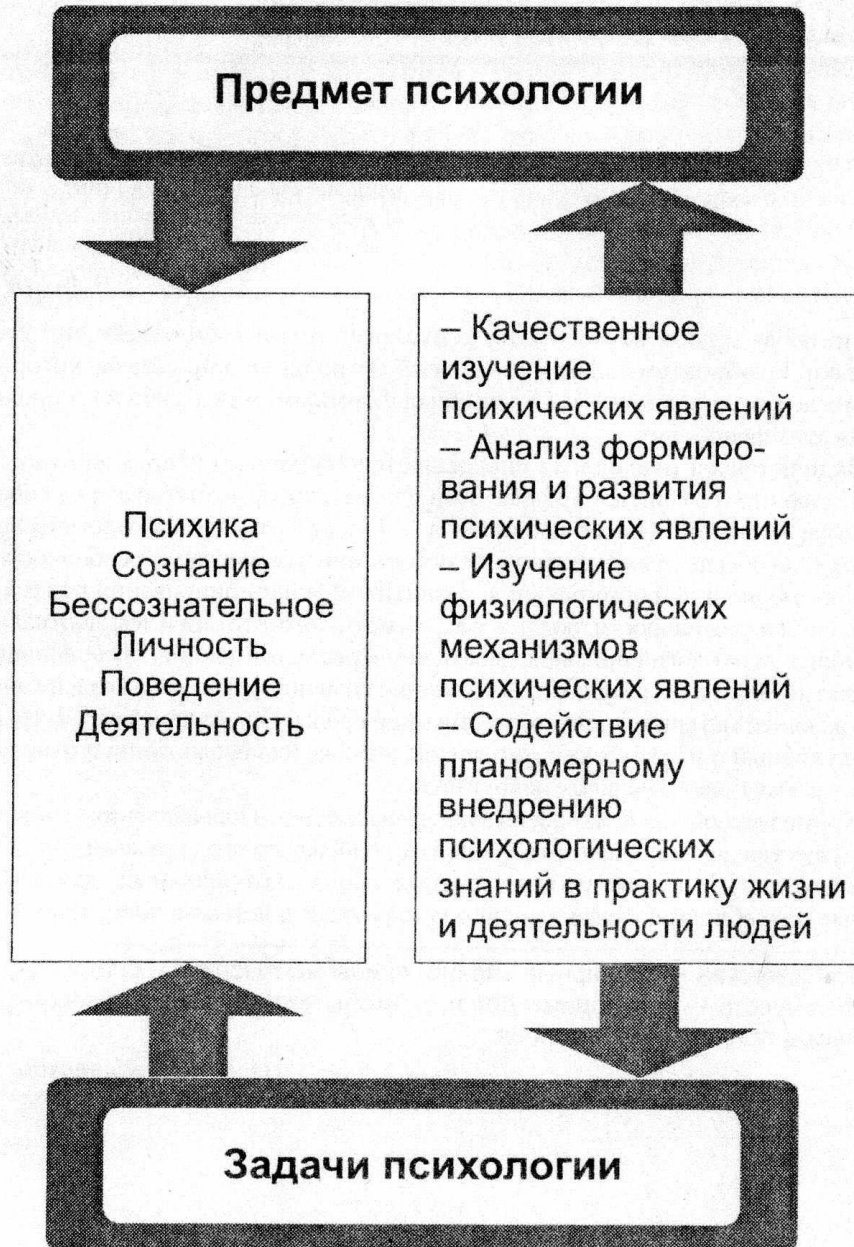 Предмет психологии
Психика
Сознание
Бессознательное
Личность
Поведение
Деятельность
– Качественное
изучение
психических явлений
– Анализ формиро-
вания и развития
психических явлений
– Изучение
физиологических
механизмов
психических явлений
– Содействие
планомерному
внедрению
психологических
знаний в практику жизни
и деятельности людей
Задачи психологии